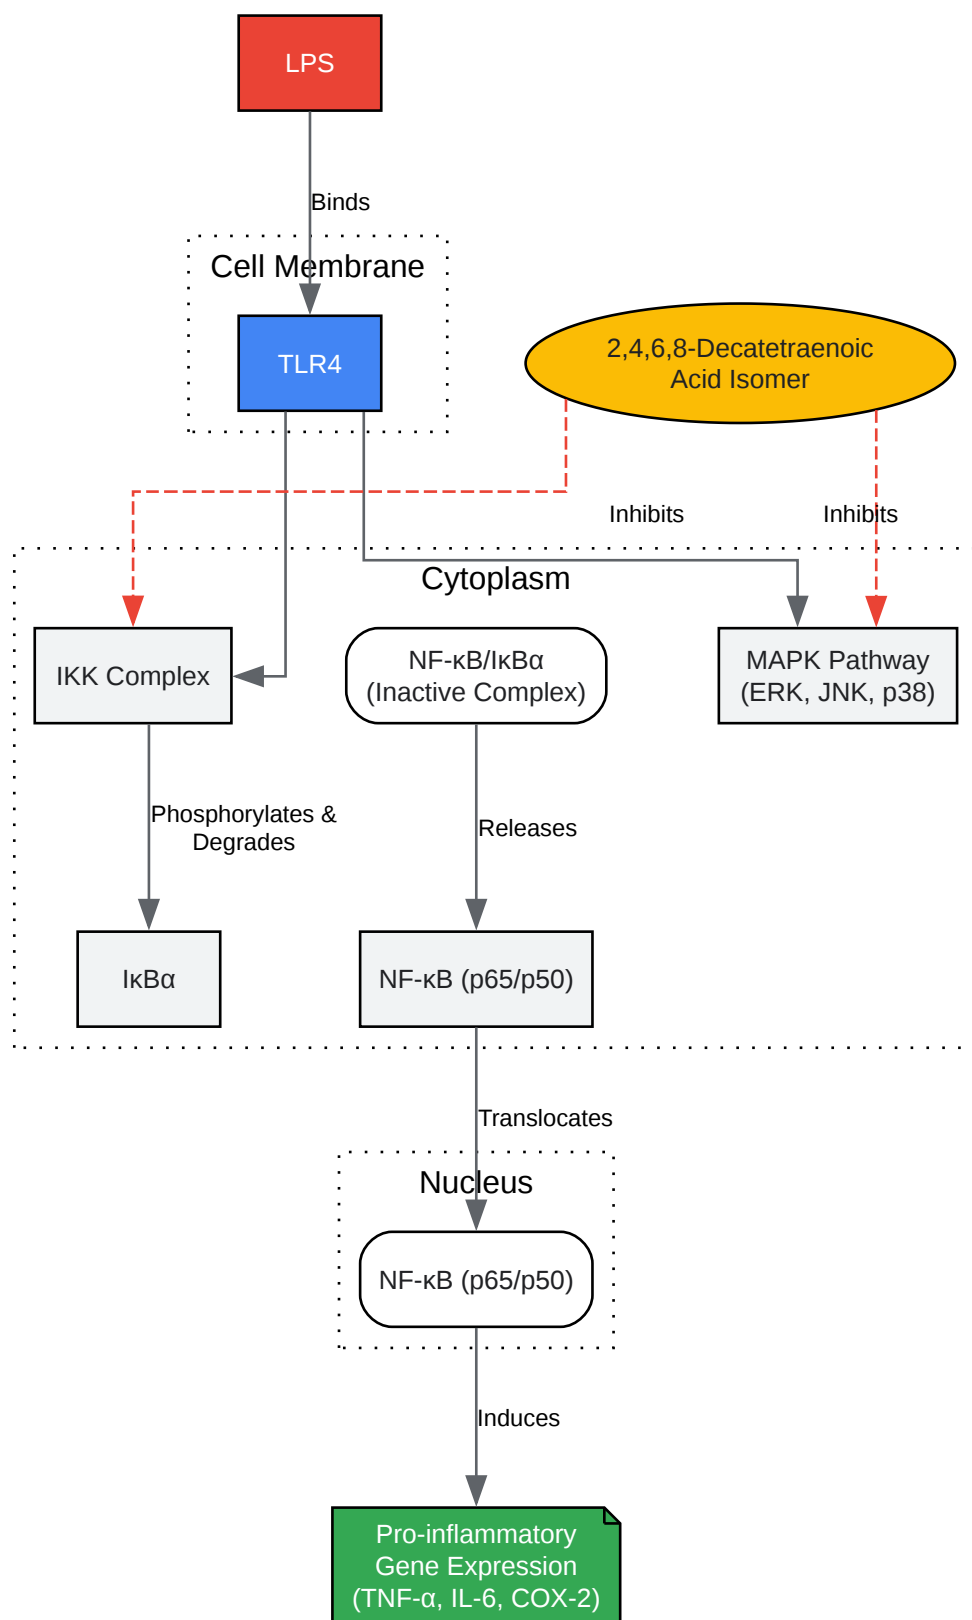 LPS
Binds
Cell Membrane
TLR4
2,4,6,8-Decatetraenoic
Acid Isomer
Inhibits
Inhibits
Cytoplasm
IKK Complex
NF-κB/IκBα
(Inactive Complex)
MAPK Pathway
(ERK, JNK, p38)
Phosphorylates &
Degrades
Releases
IκBα
NF-κB (p65/p50)
Translocates
Nucleus
NF-κB (p65/p50)
Induces
Pro-inflammatory
Gene Expression
(TNF-α, IL-6, COX-2)